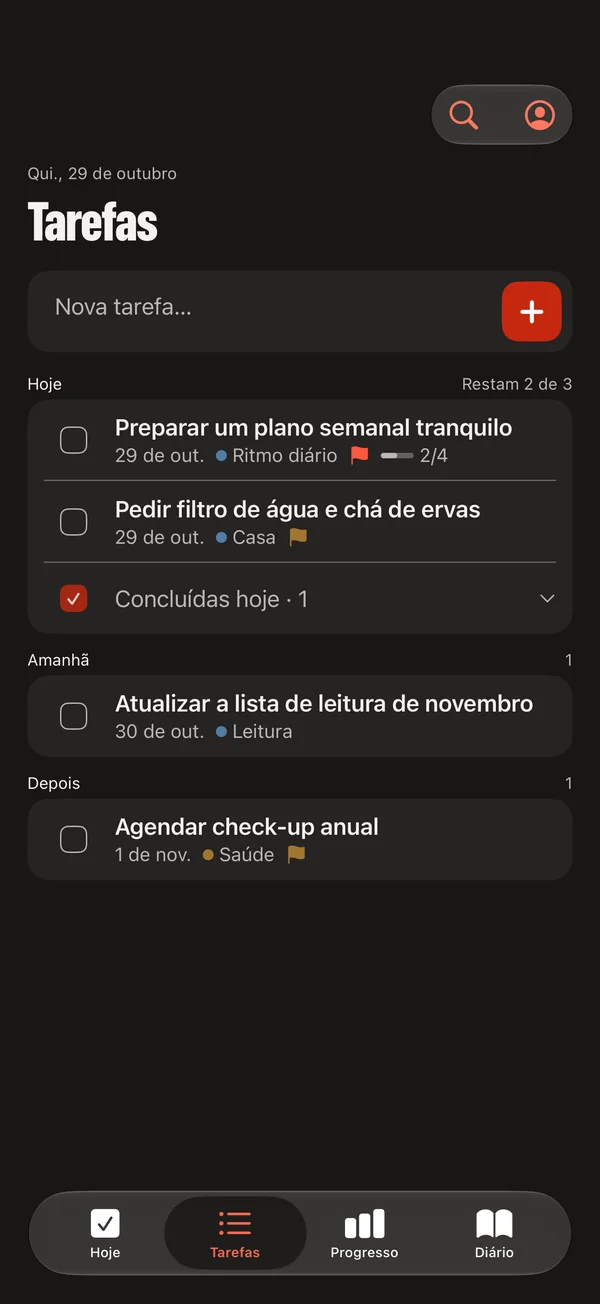 Qui., 29 de outubro
Tarefas
Nova tarefa...
Hoje
Restam 2 de 3
Preparar um plano semanal tranquilo
29 de out. Ritmo diário 2/4
Pedir filtro de água e chá de ervas
29 de out. Casa
Concluídas hoje · 1
Amanhã
1
Atualizar a lista de leitura de novembro
30 de out. Leitura
Depois
1
Agendar check-up anual
1 de nov. Saúde
Hoje
Tarefas
Progresso
Diário